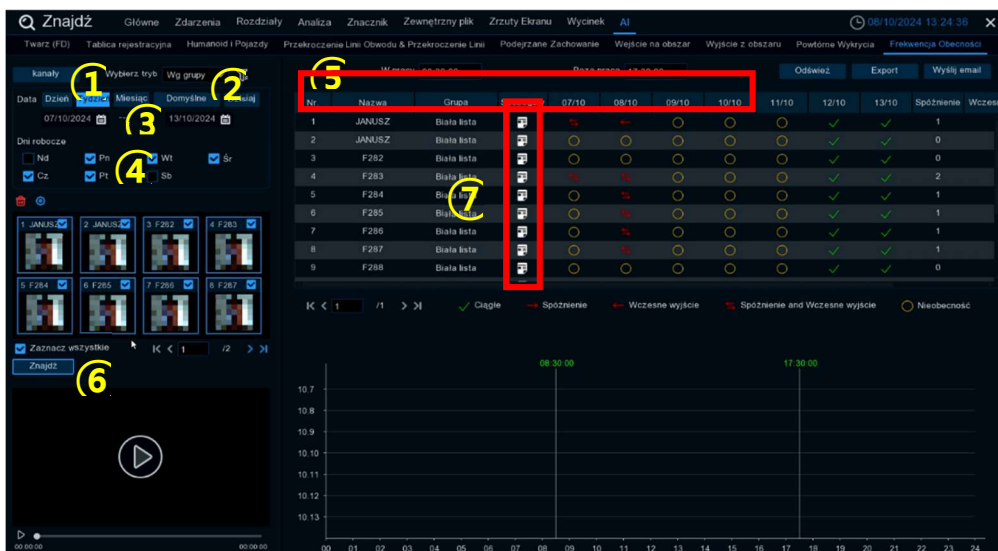 Znajdź Główne Zdarzenia Rozdziały Analiza Znacznik Zewnętrzny plik Zrzuty Ekranu Wycinek AI 08/10/2024 13:24:36
Twarz (FD) Tablica rejestracyjna Humanoid i Pojazdy Przekroczenie Linii Obwodu & Przekroczenie Linii Podejrzane Zachowanie Wejście na obszar Wyjście z obszaru Powtórne Wykrycia Frekwencja Obecności
kanały 1 Wybierz tryb Wg grupy 2
5
Odśwież Export Wyślij email
Data Dzień Miesiąc Domyślne
07/10/2024 -- 3 13/10/2024
Dni robocze
Nd Pn Wt Śr
4
Cz Pt Sb
Nr. Nazwa Grupa 07/10 08/10 09/10 10/10 11/10 12/10 13/10 Spóźnienie
1 JANUSZ Biała lista 1
2 JANUSZ Biała lista 0
3 F282 Biała lista 0
4 F283 Biała lista 2
5 F284 Biała lista 1
6 F285 Biała lista 1
7 F286 Biała lista 1
8 F287 Biała lista 1
9 F288 Biała lista 0
7
1 JANUSZ 2 JANUSZ 3 F282 4 F283
5 F284 6 F285 7 F286 8 F287
Zaznacz wszystkie 1 /2
Znajdź
6
1 /1 Ciągłe Spóźnienie Wczesne wyjście Spóźnienie and Wczesne wyjście Nieobecność
08:30:00 17:30:00
10.7
10.8
10.9
10.10
10.11
10.12
10.13
00 01 02 03 04 05 06 07 08 09 10 11 12 13 14 15 16 17 18 19 20 21 22 23 24
00:00:00 00:00:00